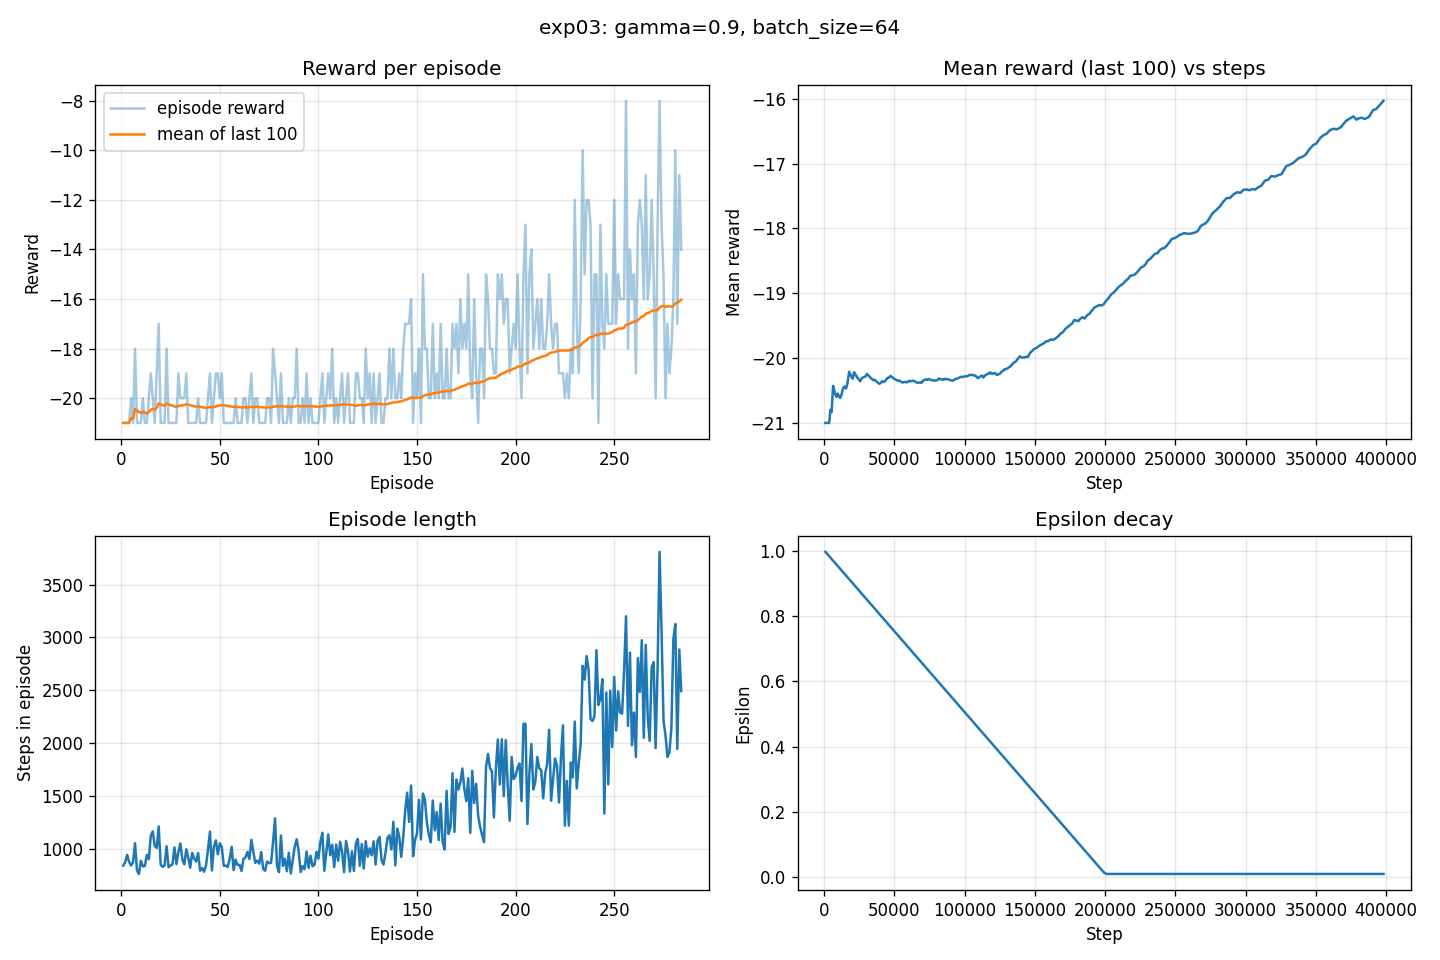 exp03: gamma=0.9, batch_size=64
Reward per episode
episode reward
mean of last 100
−8
−10
−12
−14
−16
−18
−20
Reward
0 50 100 150 200 250
Episode
Mean reward (last 100) vs steps
−16
−17
−18
−19
−20
−21
Mean reward
0 50000 100000 150000 200000 250000 300000 350000 400000
Step
Episode length
3500
3000
2500
2000
1500
1000
Steps in episode
0 50 100 150 200 250
Episode
Epsilon decay
1.0
0.8
0.6
0.4
0.2
0.0
Epsilon
0 50000 100000 150000 200000 250000 300000 350000 400000
Step